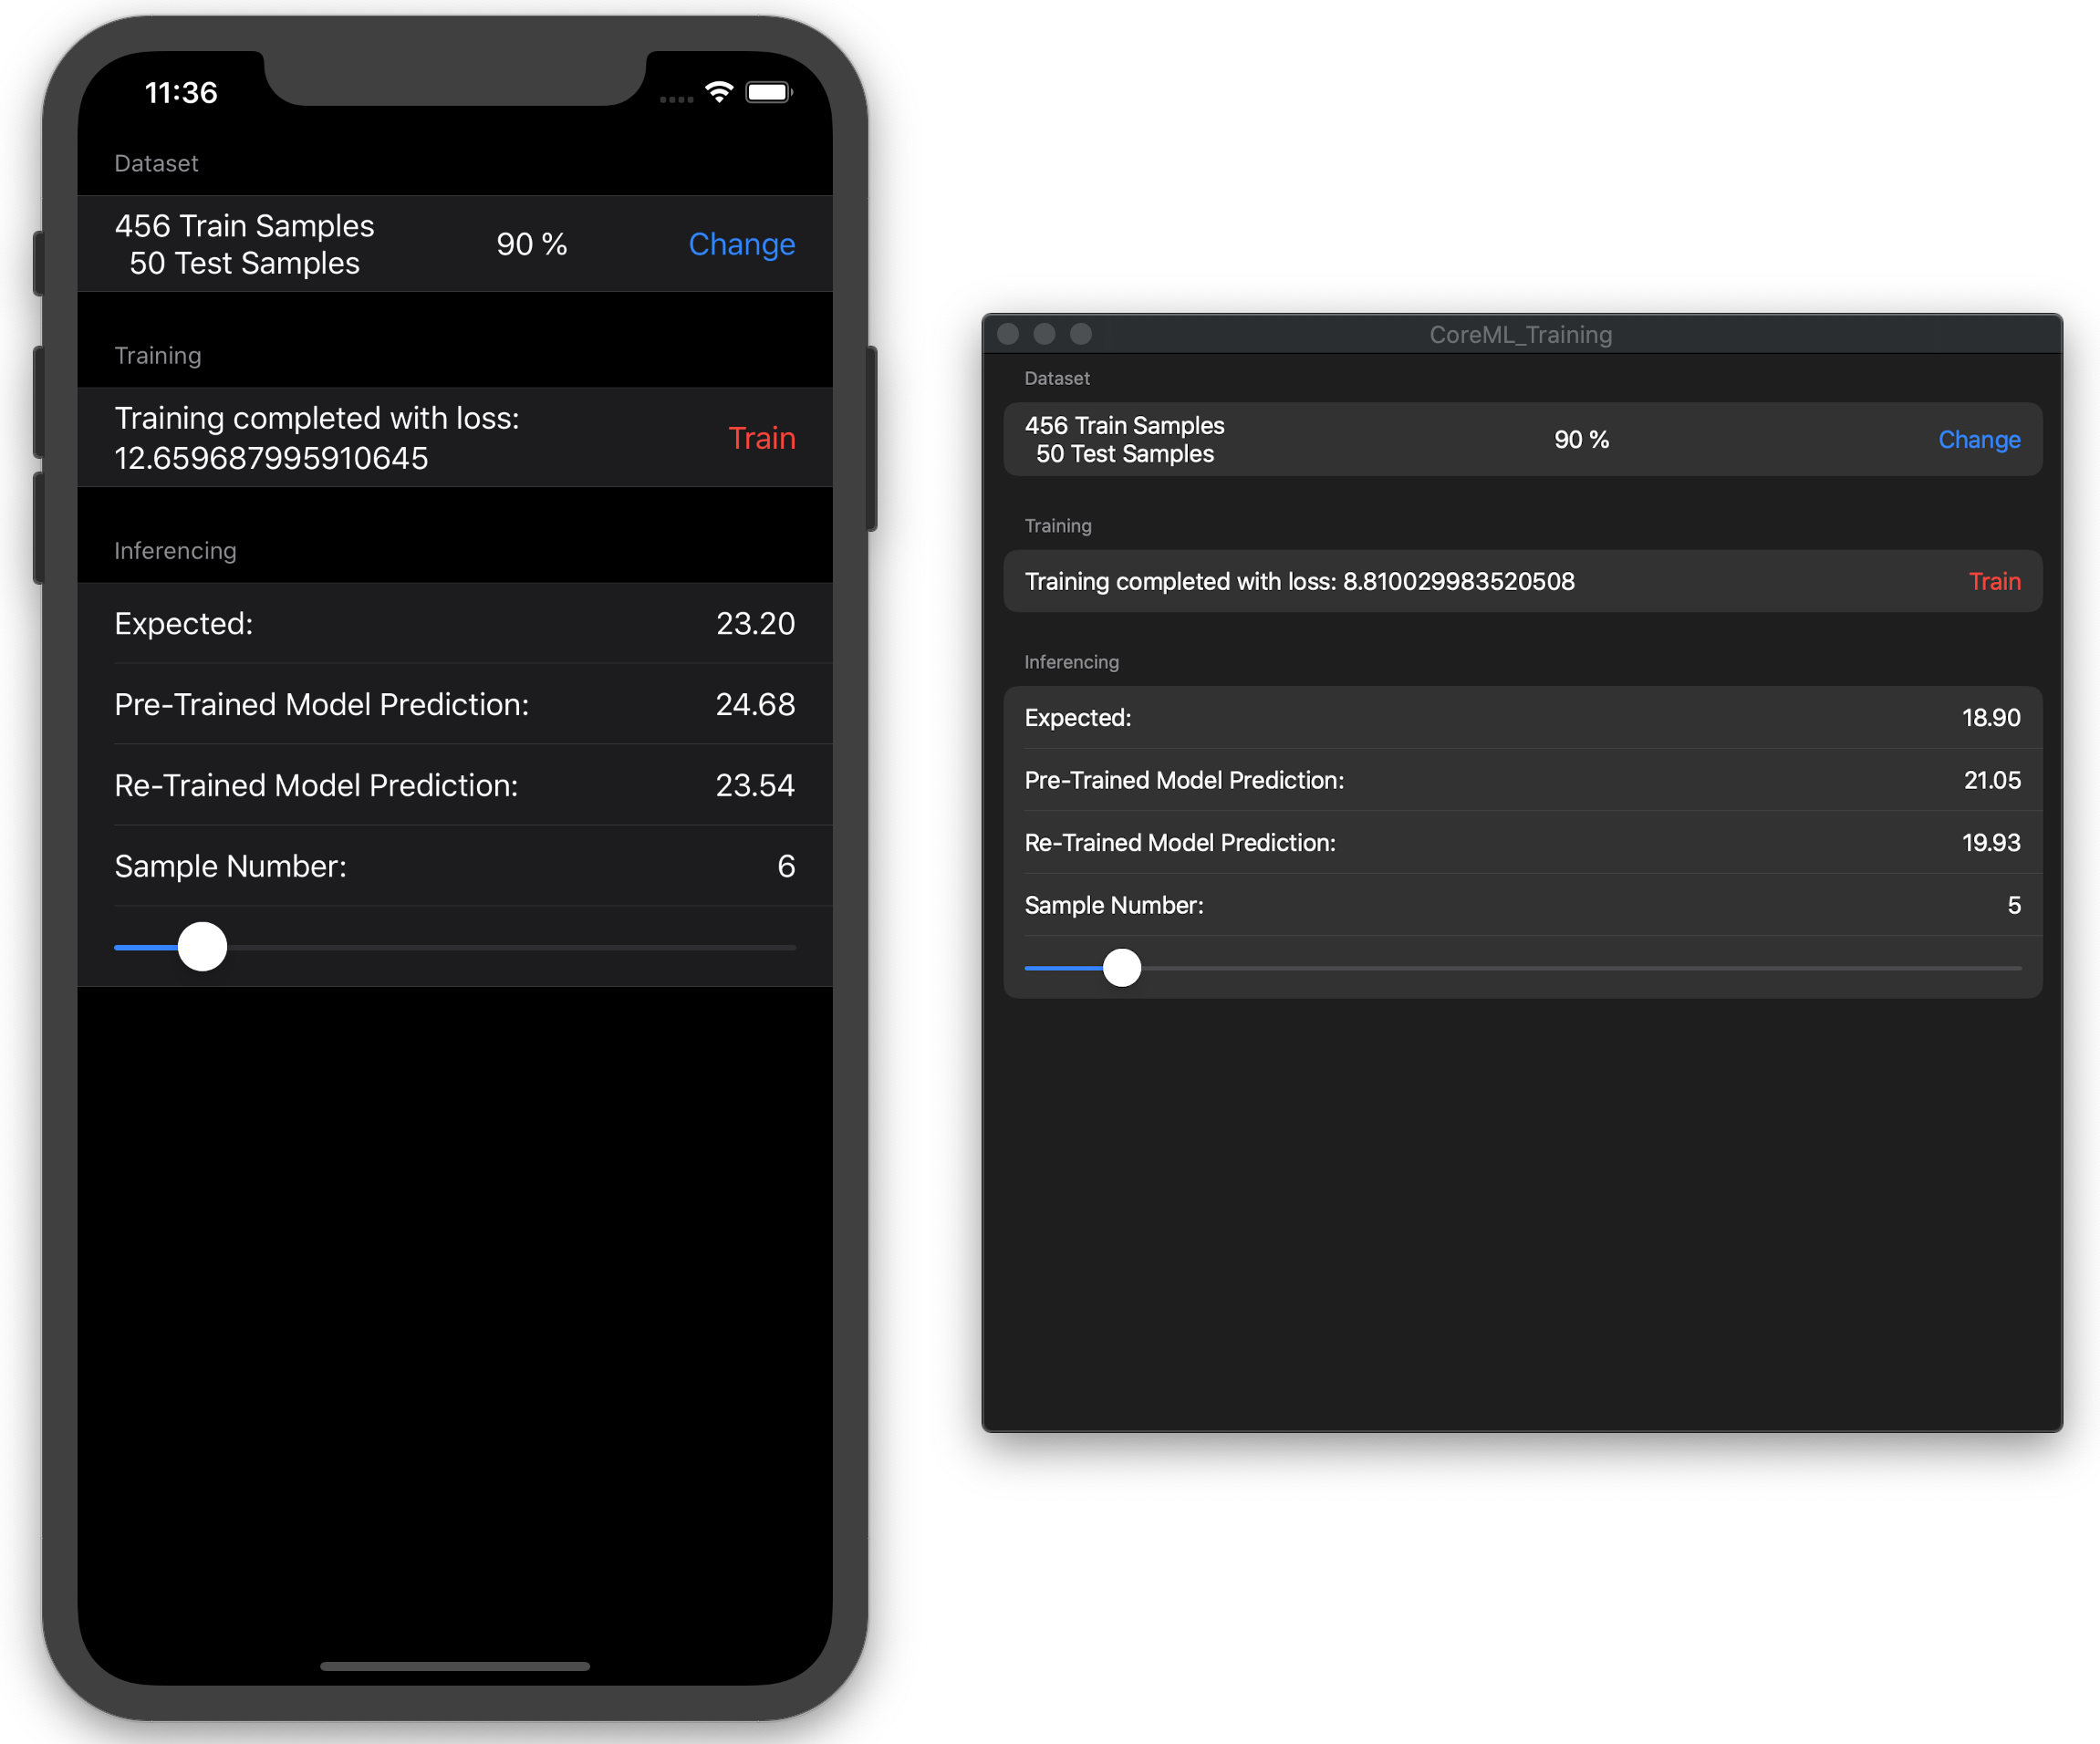 11:36
Dataset
456 Train Samples
50 Test Samples
90 %
Change
Training
Training completed with loss:
12.659687995910645
Train
Inferencing
Expected: 23.20
Pre-Trained Model Prediction: 24.68
Re-Trained Model Prediction: 23.54
Sample Number: 6
CoreML_Training
Dataset
456 Train Samples
50 Test Samples
90 %
Change
Training
Training completed with loss: 8.810029983520508 Train
Inferencing
Expected: 18.90
Pre-Trained Model Prediction: 21.05
Re-Trained Model Prediction: 19.93
Sample Number: 5